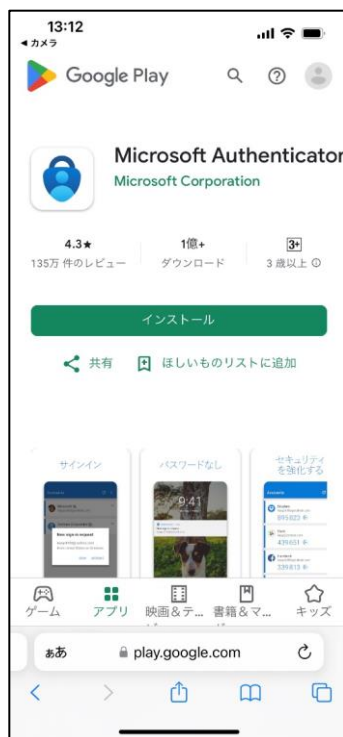 13:12
◀ カメラ
Google Play
Microsoft Authenticator
Microsoft Corporation
4.3★
135万 件のレビュー
1億+
ダウンロード
3+
3 歳以上
インストール
共有
ほしいものリストに追加
サインイン
パスワードなし
セキュリティ
を強化する
9:41
ゲーム
アプリ
映画&テ...
書籍&マ...
キッズ
ぁあ
play.google.com